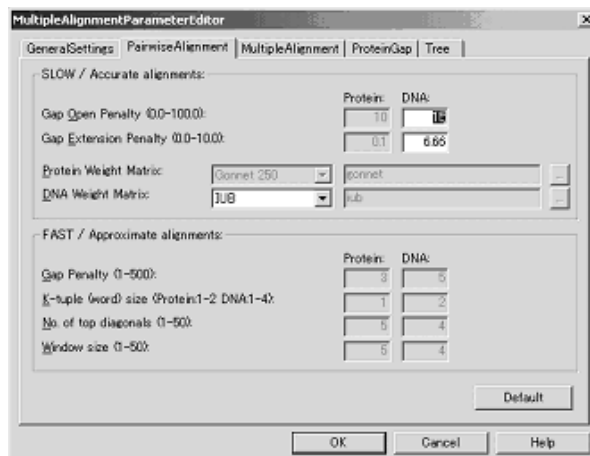 MultipleAlignmentParameterEditor
GeneralSettings PairwiseAlignment MultipleAlignment ProteinGap Tree
SLOW / Accurate alignments:
Protein: DNA:
Gap Open Penalty (0.0-100.0): 10 15
Gap Extension Penalty (0.0-10.0): 0.1 6.66
Protein Weight Matrix: Gonnet 250 gonnet ...
DNA Weight Matrix: IUB iub ...
FAST / Approximate alignments:
Protein: DNA:
Gap Penalty (1-500): 3 5
K-tuple (word) size (Protein:1-2 DNA:1-4): 1 2
No. of top diagonals (1-50): 5 4
Window size (1-50): 5 4
Default
OK Cancel Help